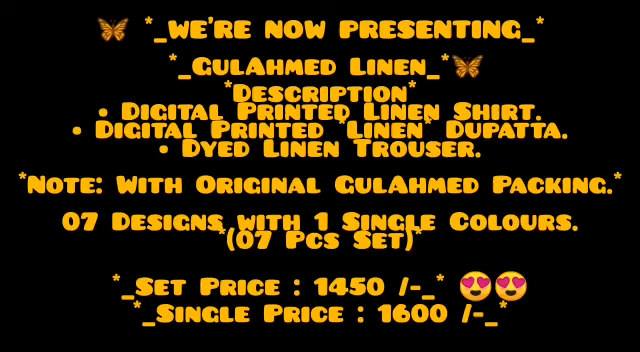 🦋 *_we're now presenting_*
*_GulAhmed Linen_*🦋
*Description*
• Digital Printed Linen Shirt.
• Digital Printed *Linen* Dupatta.
• Dyed Linen Trouser.
*Note: With Original GulAhmed Packing.*
07 Designs with 1 Single Colours.
*(07 Pcs Set)*
*_Set Price : 1450 /-_* 😍😍
*_Single Price : 1600 /-_*